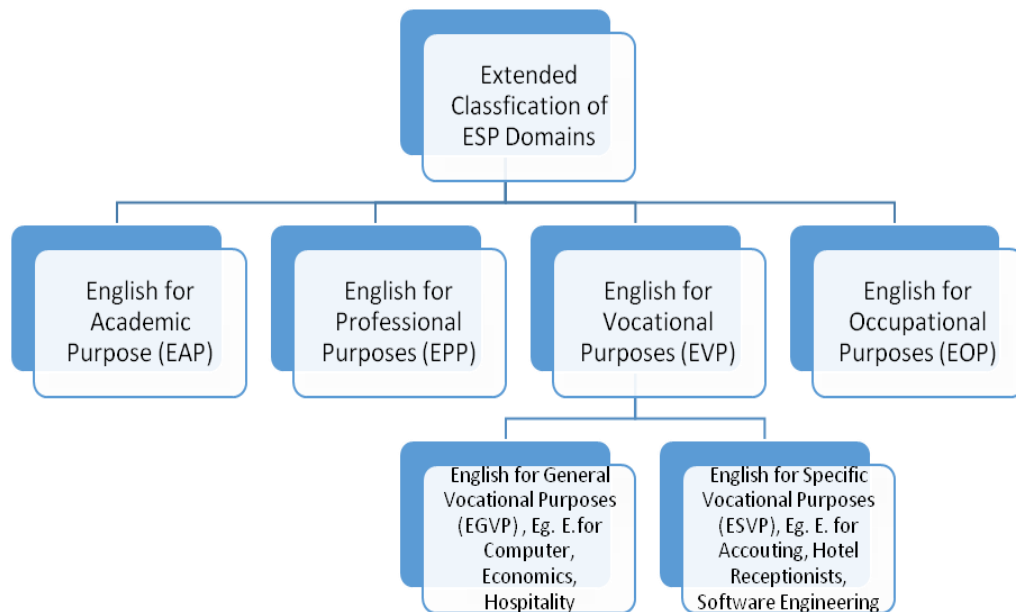 Extended
Classfication of
ESP Domains
English for
Academic
Purpose (EAP)
English for
Professional
Purposes (EPP)
English for
Vocational
Purposes (EVP)
English for
Occupational
Purposes (EOP)
English for General
Vocational Purposes
(EGVP) , Eg. E.for
Computer,
Economics,
Hospitality
English for Specific
Vocational Purposes
(ESVP), Eg. E. for
Accouting, Hotel
Receptionists,
Software Engineering